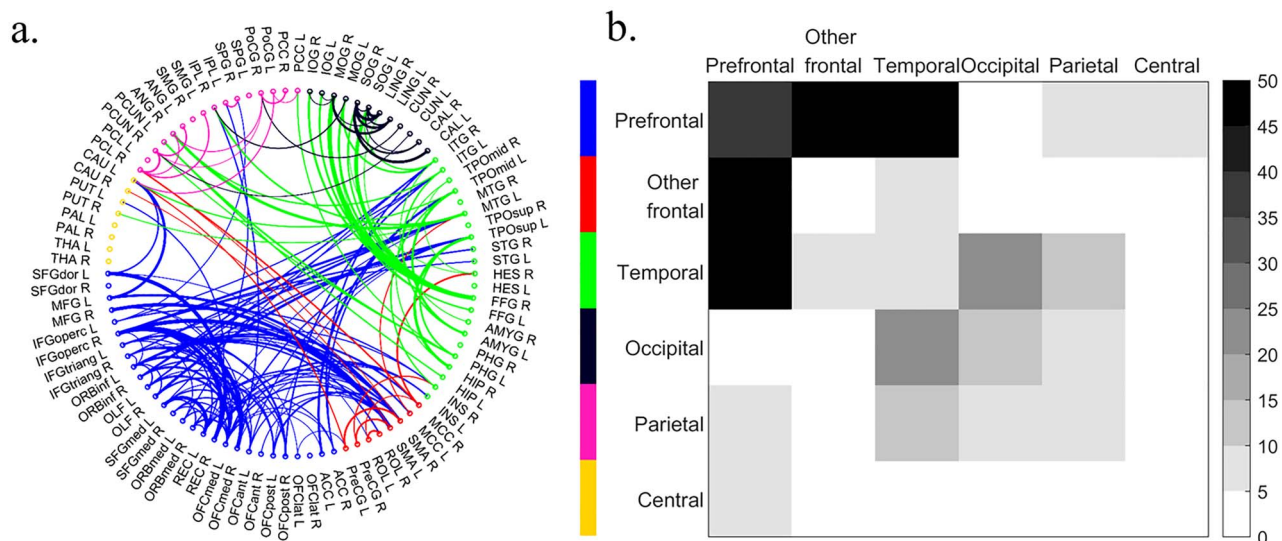 a.
PCC L
IOG R
IOG L
MOG R
MOG L
SOG R
SOG L
LING R
LING L
CUN R
CUN L
CAL R
CAL L
ITG R
ITG L
TPOmid R
TPOmid L
MTG R
MTG L
TPOsup R
TPOsup L
STG R
STG L
HES R
HES L
FFG R
FFG L
AMYG R
AMYG L
PHG R
PHG L
HIP R
HIP L
INS R
INS L
MCC R
MCC L
SMA R
SMA L
ROL R
ROL L
PreCG R
PreCG L
ACC R
ACC L
OFClat R
OFClat L
OFCpost R
OFCpost L
OFCant R
OFCant L
OFCmed R
OFCmed L
REC R
REC L
ORBmed R
ORBmed L
SFGmed R
SFGmed L
OLF R
OLF L
ORBinf R
ORBinf L
IFGtriang R
IFGtriang L
IFGoperc R
IFGoperc L
MFG R
MFG L
SFGdor R
SFGdor L
THA R
THA L
PAL R
PAL L
PUT R
PUT L
CAU R
CAU L
PCL R
PCL L
PCUN R
PCUN L
ANG R
ANG L
SMG R
SMG L
IPL R
IPL L
SPG R
SPG L
PoCG R
PoCG L
PCC R
b.
Prefrontal
Other
frontal
Temporal
Occipital
Parietal
Central
Prefrontal
Other
frontal
Temporal
Occipital
Parietal
Central
50
45
40
35
30
25
20
15
10
5
0